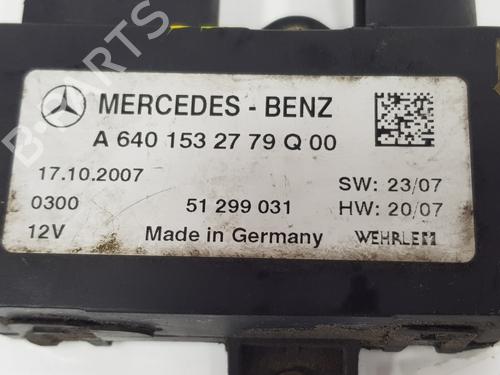 MERCEDES - BENZ
A 640 153 27 79 Q 00
17.10.2007
SW: 23/07
0300
51 299 031
HW: 20/07
12V
Made in Germany
WEHRLE
B-Parts